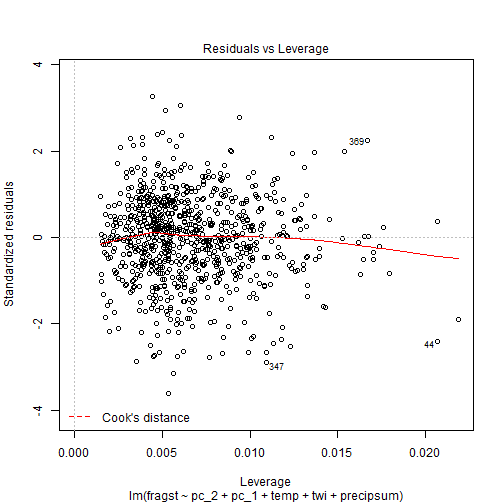 Residuals vs Leverage
4
2
0
-2
-4
Standardized residuals
369
44
347
Cook's distance
0.000 0.005 0.010 0.015 0.020
Leverage
lm(fragst ~ pc_2 + pc_1 + temp + twi + precipsum)